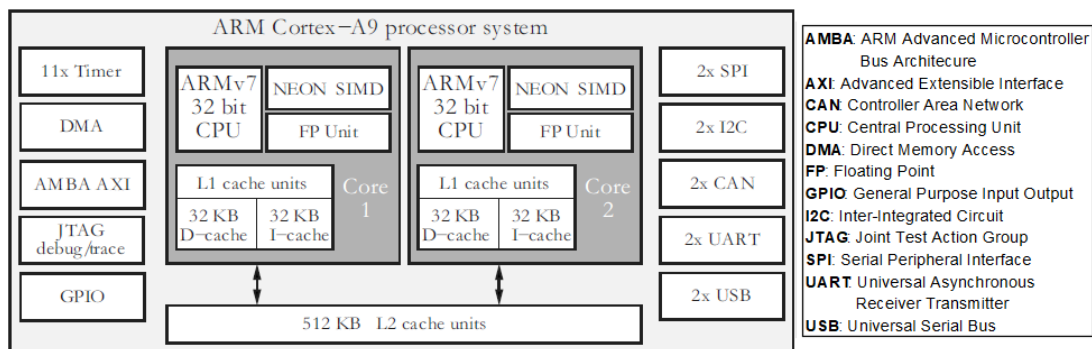 ARM Cortex−A9 processor system
11x Timer
DMA
AMBA AXI
JTAG
debug/trace
GPIO
ARMv7
32 bit
CPU
NEON SIMD
FP Unit
L1 cache units
32 KB
D−cache
32 KB
I−cache
Core
1
ARMv7
32 bit
CPU
NEON SIMD
FP Unit
L1 cache units
32 KB
D−cache
32 KB
I−cache
Core
2
512 KB L2 cache units
2x SPI
2x I2C
2x CAN
2x UART
2x USB
AMBA: ARM Advanced Microcontroller
Bus Architecure
AXI: Advanced Extensible Interface
CAN: Controller Area Network
CPU: Central Processing Unit
DMA: Direct Memory Access
FP: Floating Point
GPIO: General Purpose Input Output
I2C: Inter-Integrated Circuit
JTAG: Joint Test Action Group
SPI: Serial Peripheral Interface
UART: Universal Asynchronous
Receiver Transmitter
USB: Universal Serial Bus